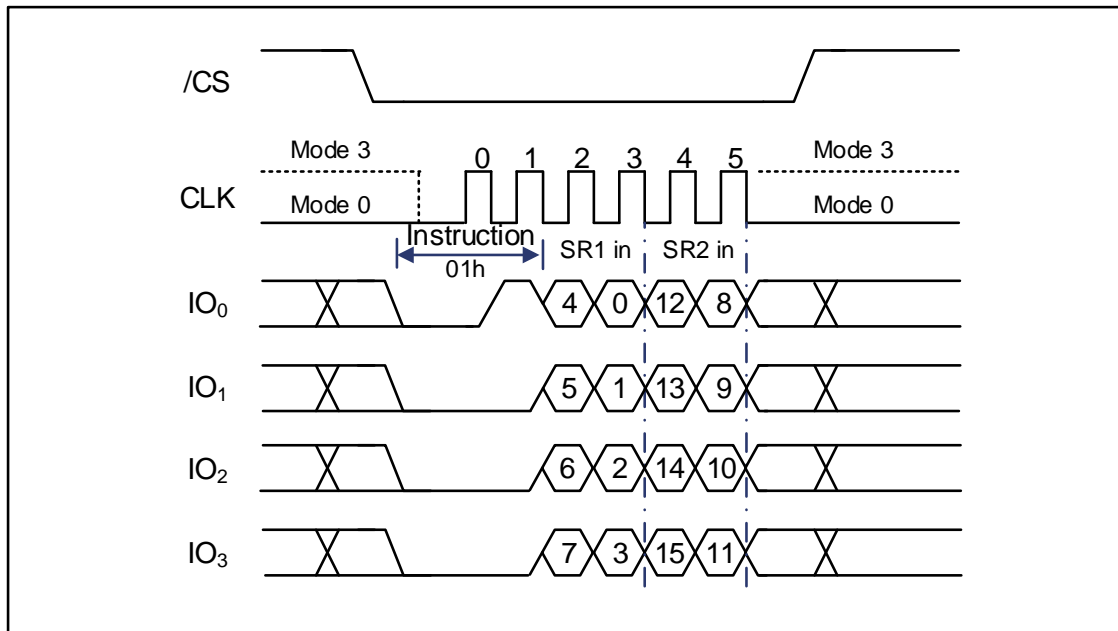 /CS
Mode 3 0 1 2 3 4 5 Mode 3
CLK
Mode 0 Mode 0
Instruction SR1 in SR2 in
01h
IO0 4 0 12 8
IO1 5 1 13 9
IO2 6 2 14 10
IO3 7 3 15 11